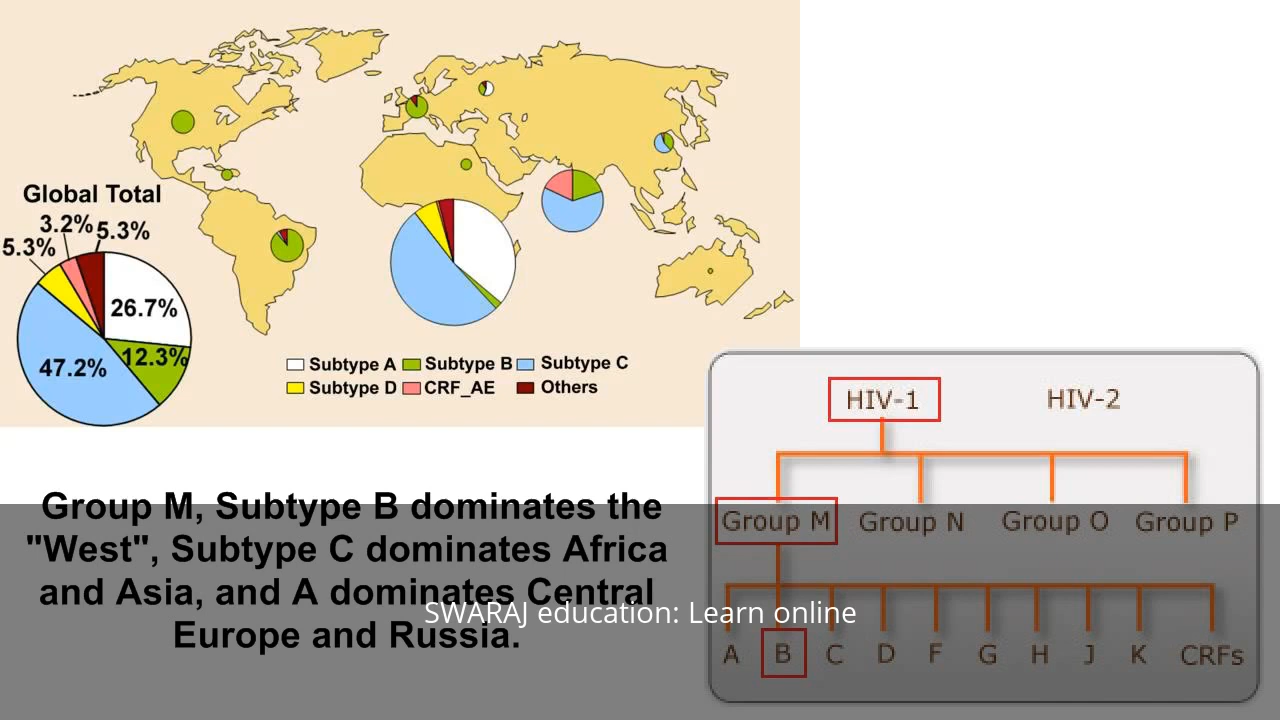 Global Total
3.2%
5.3%
5.3%
26.7%
12.3%
47.2%
Subtype A
Subtype B
Subtype C
Subtype D
CRF_AE
Others
Group M, Subtype B dominates the
"West", Subtype C dominates Africa
and Asia, and A dominates Central
Europe and Russia.
HIV-1
HIV-2
Group M
Group N
Group O
Group P
A B C D F G H J K CRFs
SWARAJ education: Learn online